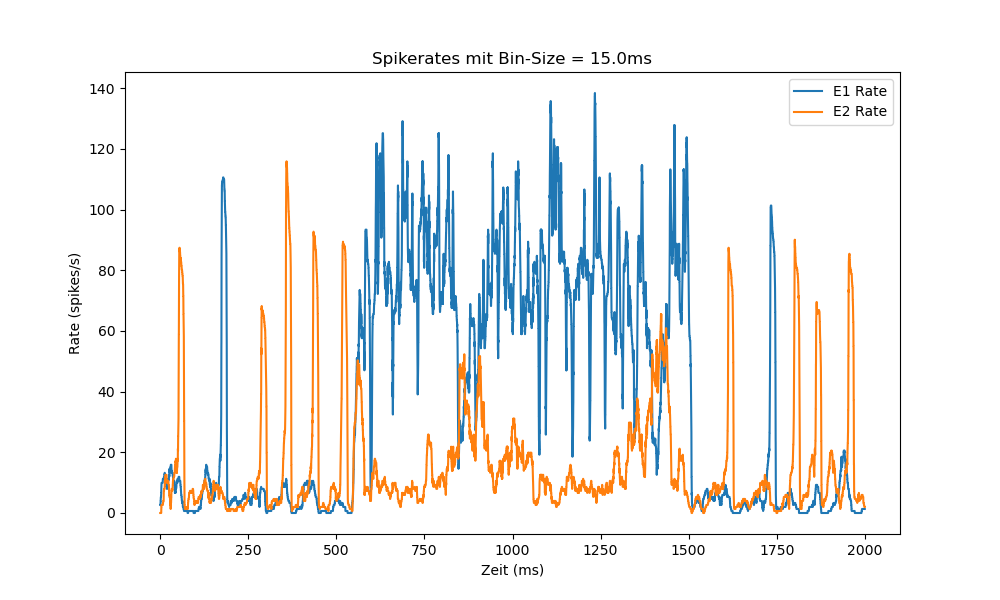 Spikerates mit Bin-Size = 15.0ms
E1 Rate
E2 Rate
Rate (spikes/s)
140
120
100
80
60
40
20
0
0 250 500 750 1000 1250 1500 1750 2000
Zeit (ms)